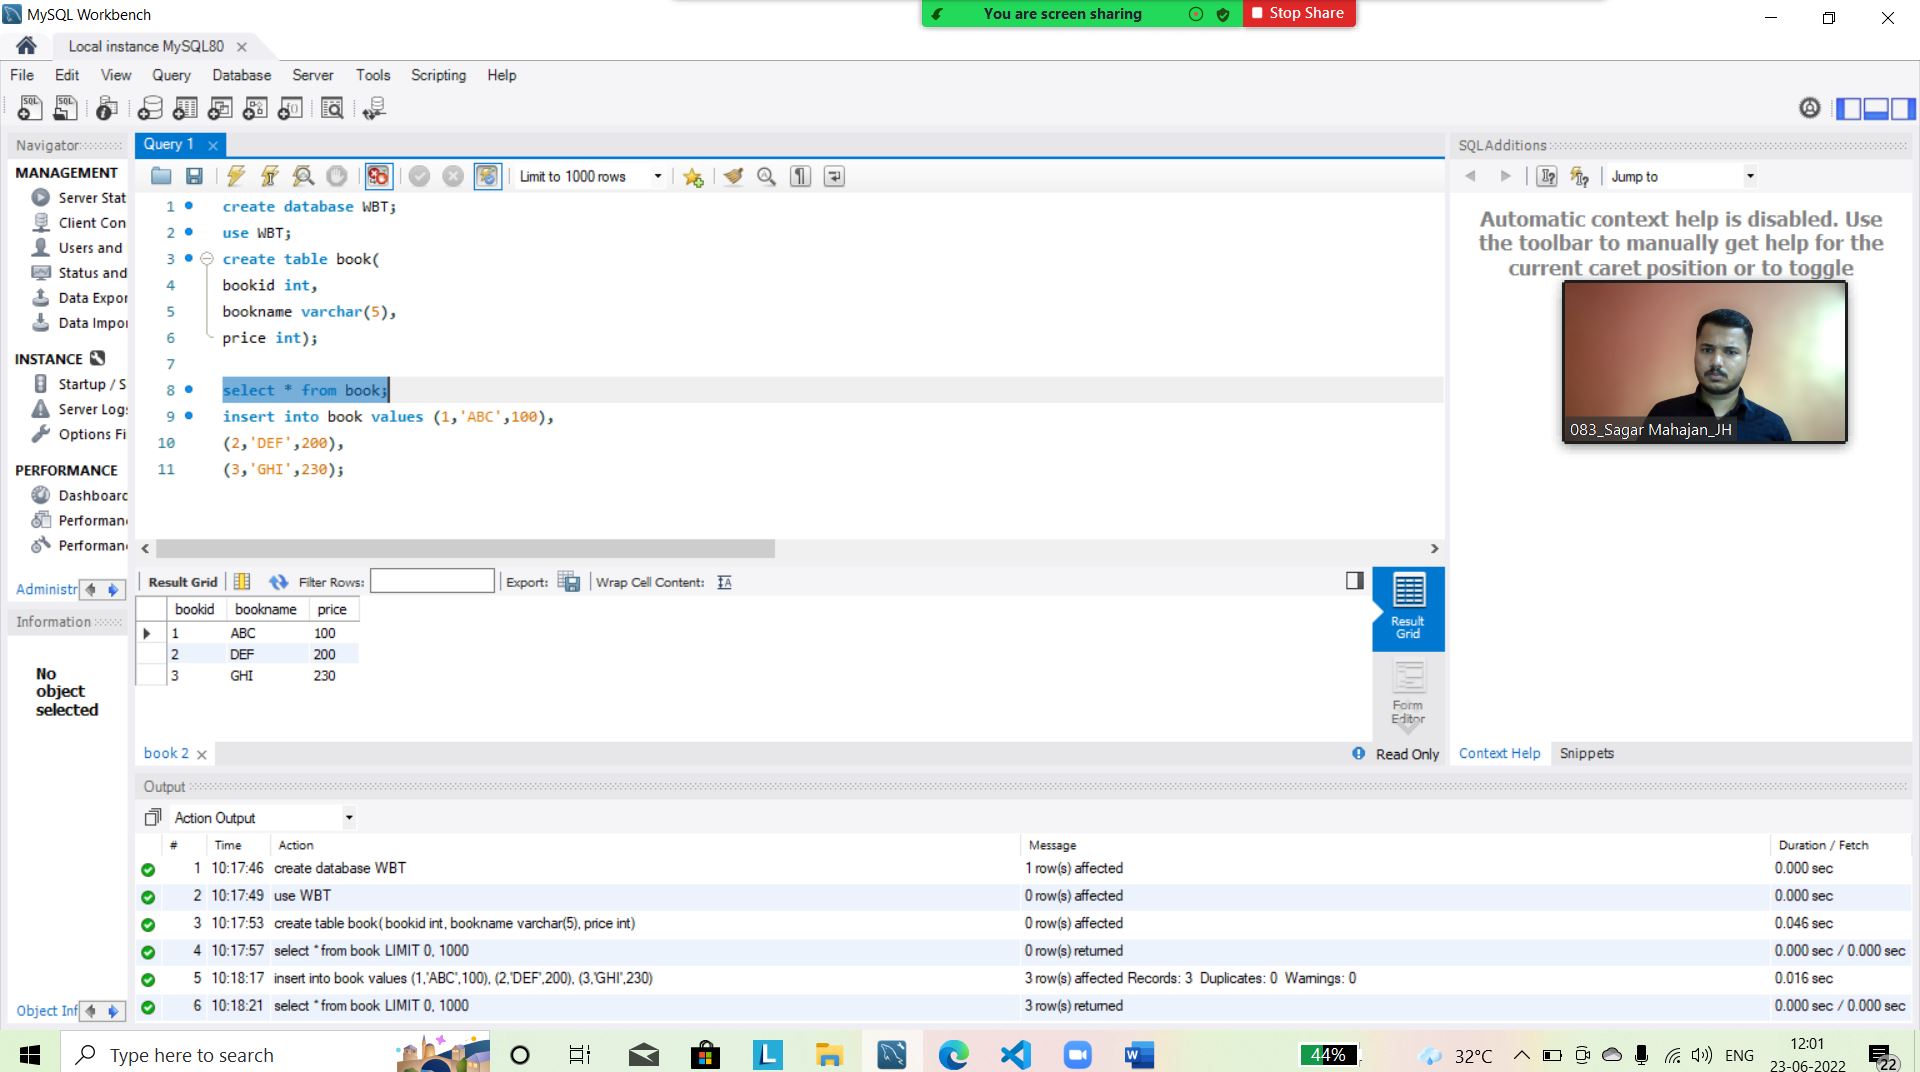 MySQL Workbench
You are screen sharing
Stop Share
Local instance MySQL80
File Edit View Query Database Server Tools Scripting Help
Navigator
MANAGEMENT
Server Stat
Client Con
Users and
Status and
Data Expor
Data Impor
INSTANCE
Startup / S
Server Logs
Options Fi
PERFORMANCE
Dashboard
Performan
Performan
Administr
Information
No
object
selected
Object Inf
Query 1
Limit to 1000 rows
1 create database WBT;
2 use WBT;
3 create table book(
4 bookid int,
5 bookname varchar(5),
6 price int);
7
8 select * from book;
9 insert into book values (1,'ABC',100),
10 (2,'DEF',200),
11 (3,'GHI',230);
Result Grid Filter Rows: Export: Wrap Cell Content:
bookid bookname price
1 ABC 100
2 DEF 200
3 GHI 230
Result
Grid
Form
Editor
book 2
Read Only
SQLAdditions
Jump to
Automatic context help is disabled. Use
the toolbar to manually get help for the
current caret position or to toggle
083_Sagar Mahajan_JH
Context Help Snippets
Output
Action Output
# Time Action Message Duration / Fetch
1 10:17:46 create database WBT 1 row(s) affected 0.000 sec
2 10:17:49 use WBT 0 row(s) affected 0.000 sec
3 10:17:53 create table book( bookid int, bookname varchar(5), price int) 0 row(s) affected 0.046 sec
4 10:17:57 select * from book LIMIT 0, 1000 0 row(s) returned 0.000 sec / 0.000 sec
5 10:18:17 insert into book values (1,'ABC',100), (2,'DEF',200), (3,'GHI',230) 3 row(s) affected Records: 3 Duplicates: 0 Warnings: 0 0.016 sec
6 10:18:21 select * from book LIMIT 0, 1000 3 row(s) returned 0.000 sec / 0.000 sec
Type here to search
44%
32°C
ENG
12:01
23-06-2022
22